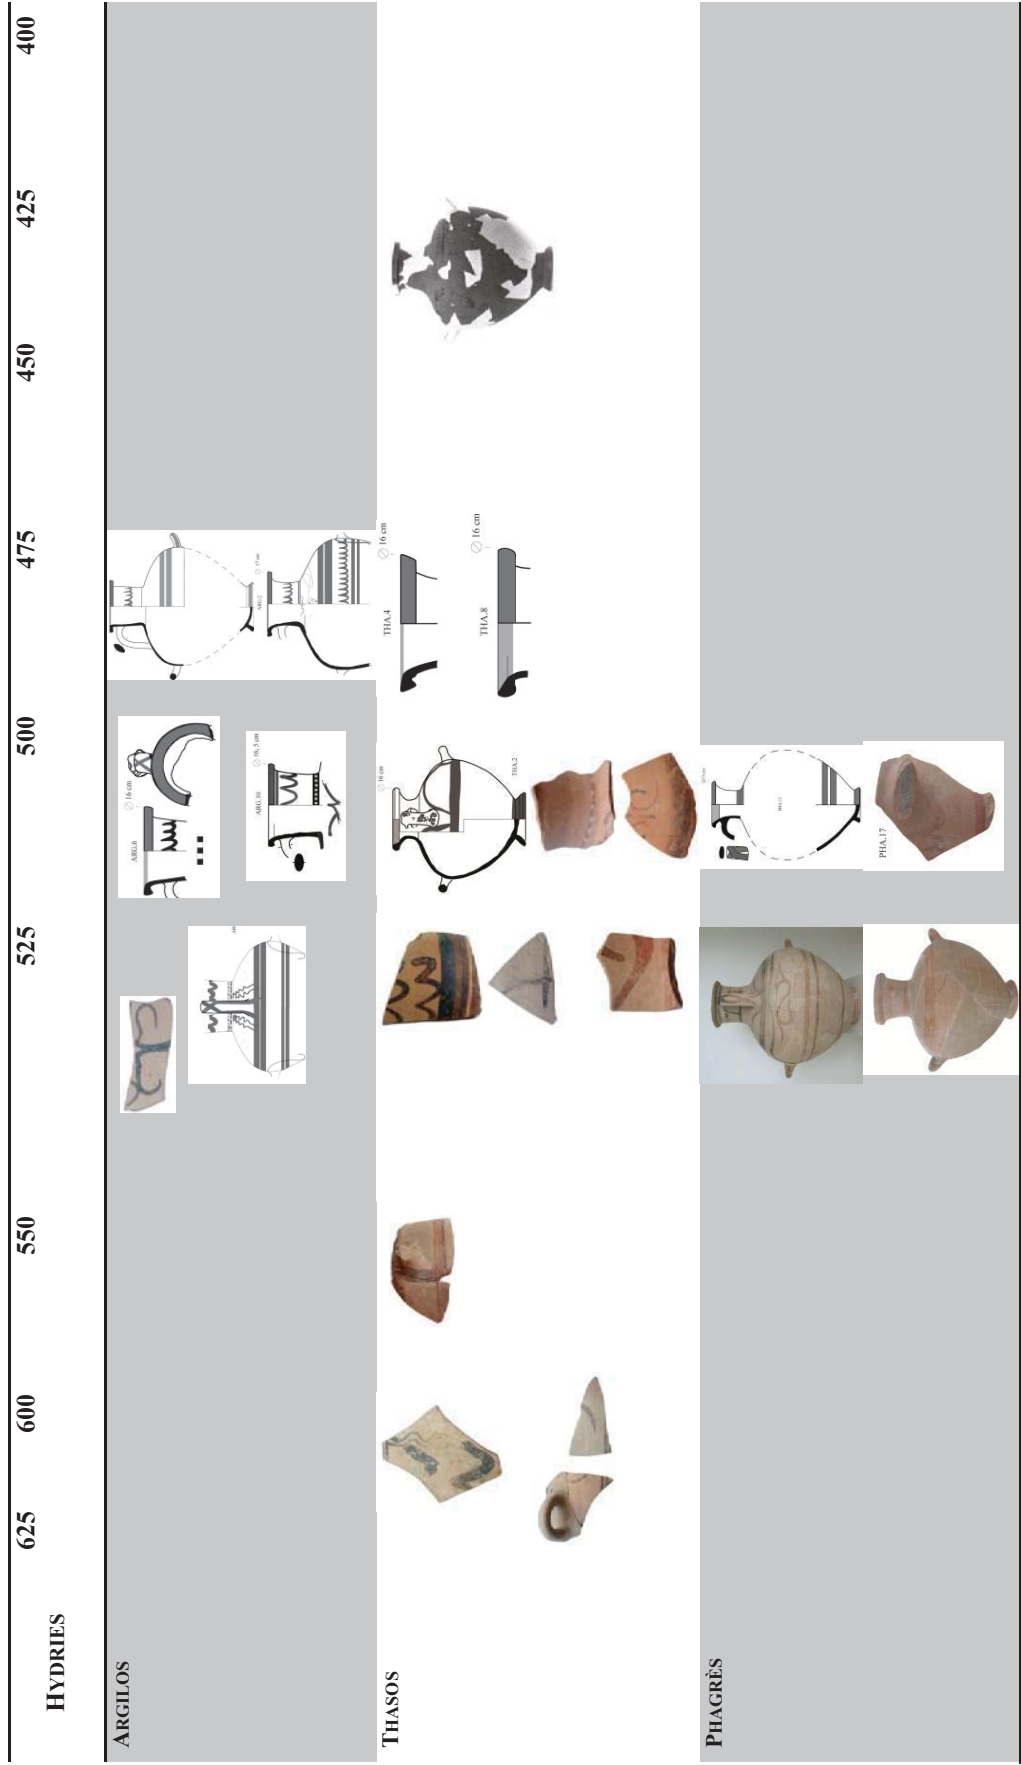 HYDRIES
625
600
550
525
500
475
450
425
400
ARGILOS
ARG.6
∅ 16 cm
ARG.10
∅ 16, 5 cm
ARG.2
THASOS
THA.2
∅ 16 cm
THA.4
∅ 16 cm
THA.8
∅ 16 cm
PHAGRÈS
PHA.17